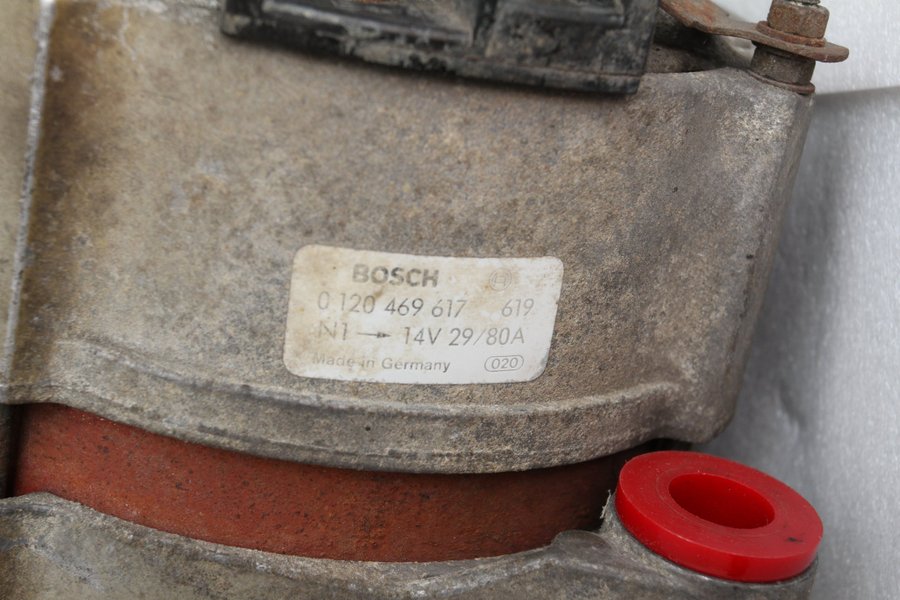 BOSCH
0 120 469 617 619
N1 → 14V 29/80A
Made in Germany 020